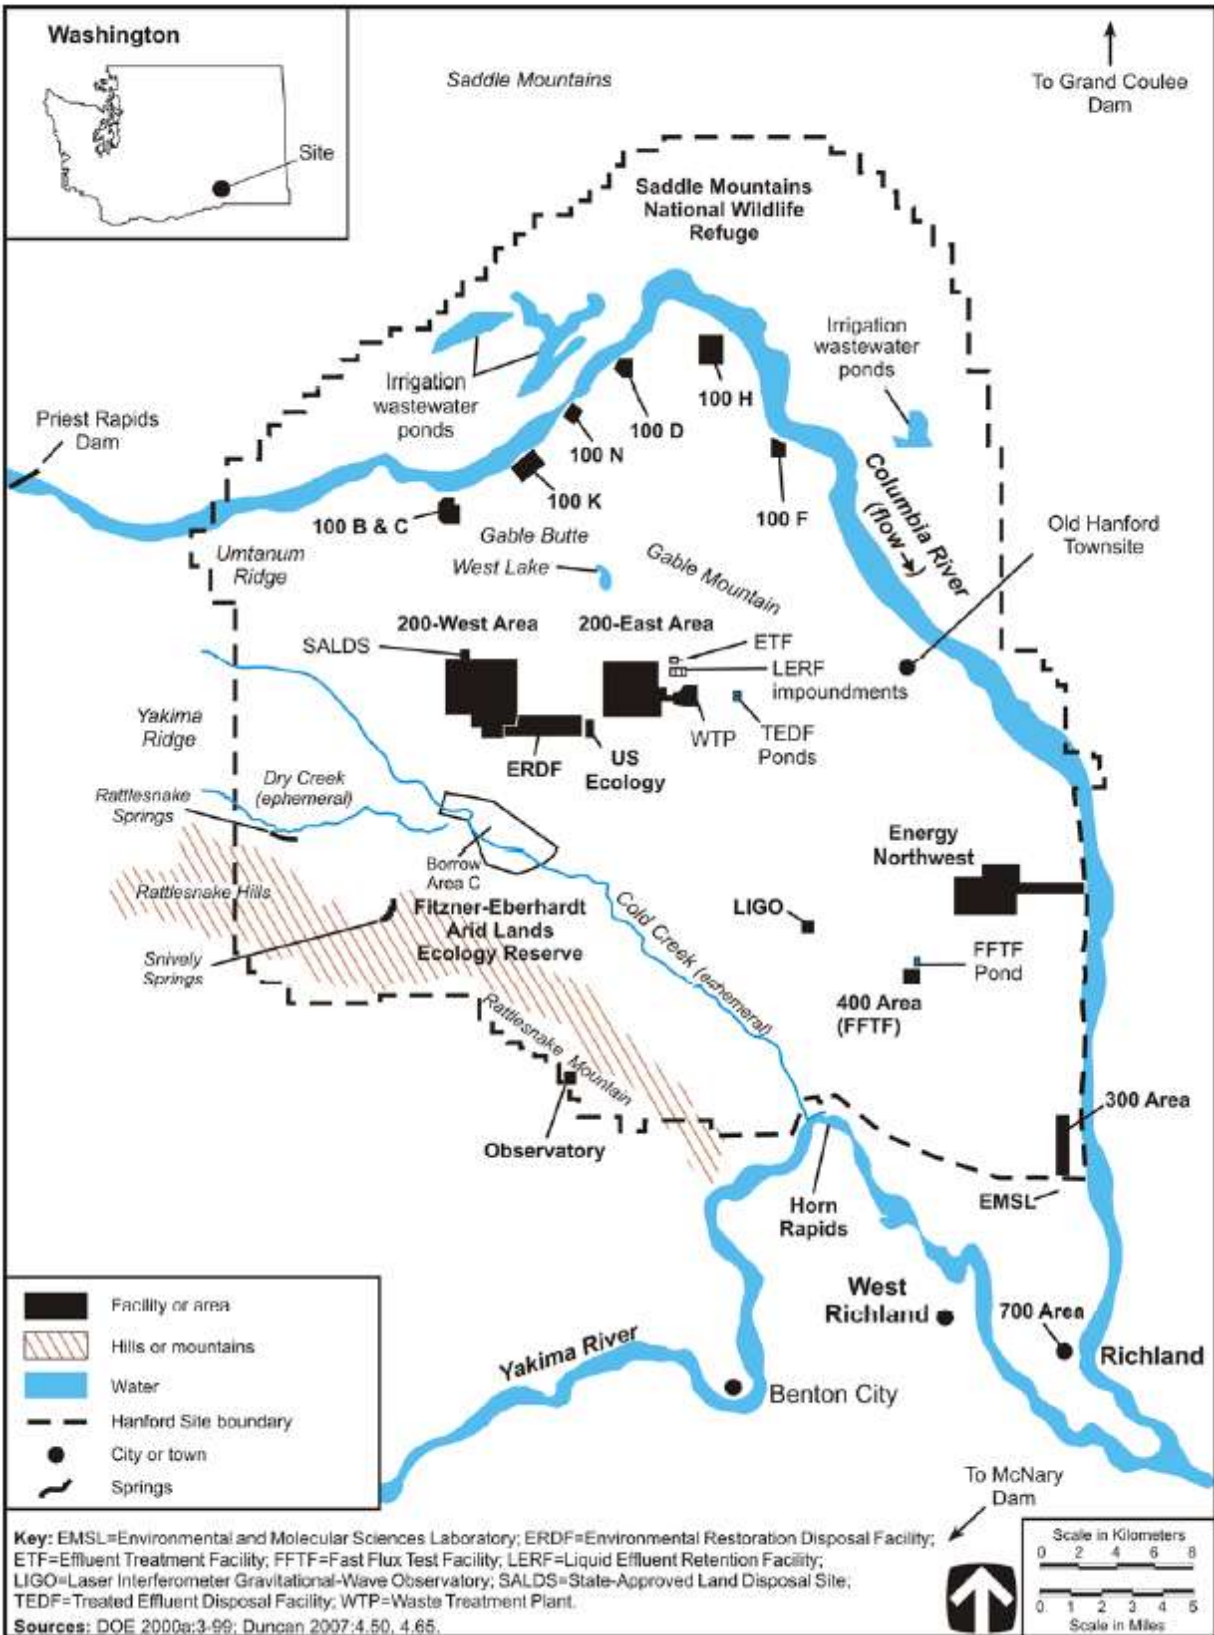 Washington
Site
Saddle Mountains
To Grand Coulee
Dam
Saddle Mountains
National Wildlife
Refuge
Irrigation
wastewater
ponds
Irrigation
wastewater
ponds
Priest Rapids
Dam
100 H
100 D
100 N
100 K
100 B & C
100 F
Columbia River
(flow →)
Old Hanford
Townsite
Umtanum
Ridge
Gable Butte
West Lake
Gable Mountain
200-West Area
200-East Area
SALDS
ETF
LERF
impoundments
WTP
TEDF
Ponds
ERDF
US
Ecology
Yakima
Ridge
Dry Creek
(ephemeral)
Rattlesnake
Springs
Borrow
Area C
Rattlesnake Hills
Fitzner-Eberhardt
Arid Lands
Ecology Reserve
Snively
Springs
Cold Creek (ephemeral)
Energy
Northwest
LIGO
FFTF
Pond
400 Area
(FFTF)
Rattlesnake Mountain
Observatory
300 Area
EMSL
Horn
Rapids
West
Richland
700 Area
Richland
Yakima River
Benton City
To McNary
Dam
Facility or area
Hills or mountains
Water
Hanford Site boundary
City or town
Springs
Key: EMSL=Environmental and Molecular Sciences Laboratory; ERDF=Environmental Restoration Disposal Facility;
ETF=Effluent Treatment Facility; FFTF=Fast Flux Test Facility; LERF=Liquid Effluent Retention Facility;
LIGO=Laser Interferometer Gravitational-Wave Observatory; SALDS=State-Approved Land Disposal Site;
TEDF=Treated Effluent Disposal Facility; WTP=Waste Treatment Plant.
Sources: DOE 2000a:3-99; Duncan 2007:4.50, 4.65.
Scale in Kilometers
0 2 4 6 8
0 1 2 3 4 5
Scale in Miles